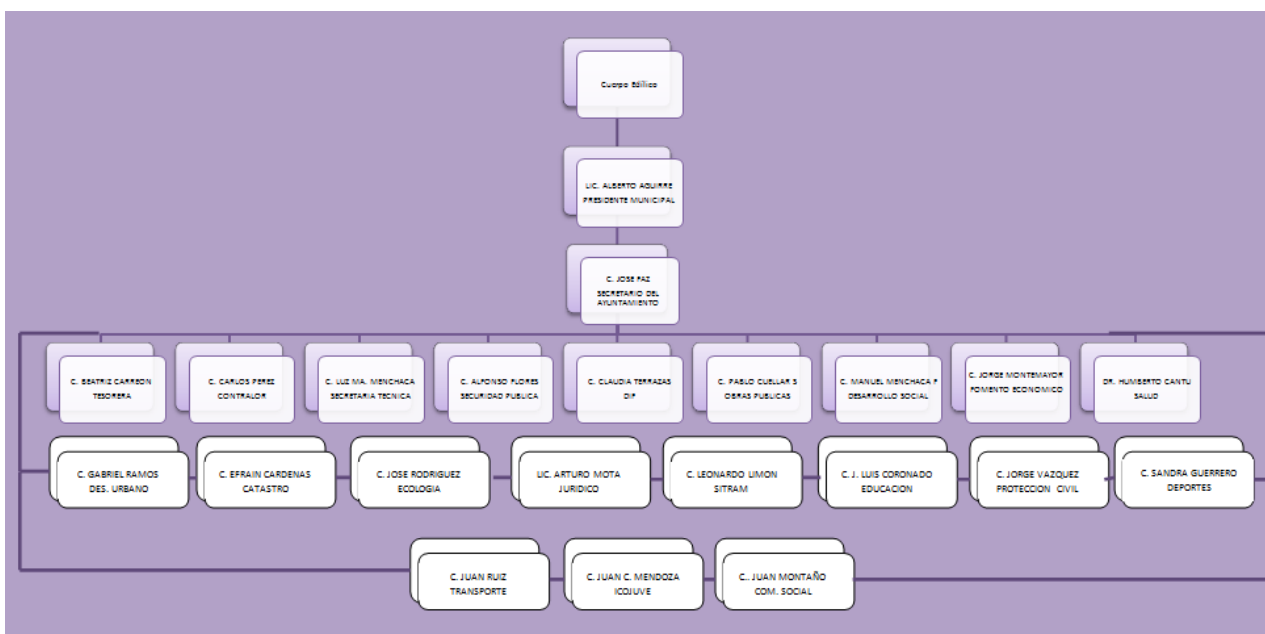 Cuerpo Edilico
LIC. ALBERTO AGUIRRE
PRESIDENTE MUNICIPAL
C. JOSE PAZ
SECRETARIO DEL
AYUNTAMIENTO
C. BEATRIZ CARREON
TESORERA
C. CARLOS PEREZ
CONTRALOR
C. LUZ MA. MENCHACA
SECRETARIA TECNICA
C. ALFONSO FLORES
SEGURIDAD PUBLICA
C. CLAUDIA TERRAZAS
DIF
C. PABLO CUELLAR S
OBRAS PUBLICAS
C. MANUEL MENCHACA P
DESARROLLO SOCIAL
C. JORGE MONTEMAYOR
FOMENTO ECONOMICO
DR. HUMBERTO CANTU
SALUD
C. GABRIEL RAMOS
DES. URBANO
C. EFRAIN CARDENAS
CATASTRO
C. JOSE RODRIGUEZ
ECOLOGIA
LIC. ARTURO MOTA
JURIDICO
C. LEONARDO LIMON
SITRAM
C. J. LUIS CORONADO
EDUCACION
C. JORGE VAZQUEZ
PROTECCION CIVIL
C. SANDRA GUERRERO
DEPORTES
C. JUAN RUIZ
TRANSPORTE
C. JUAN C. MENDOZA
ICOJUVE
C.. JUAN MONTAÑO
COM. SOCIAL